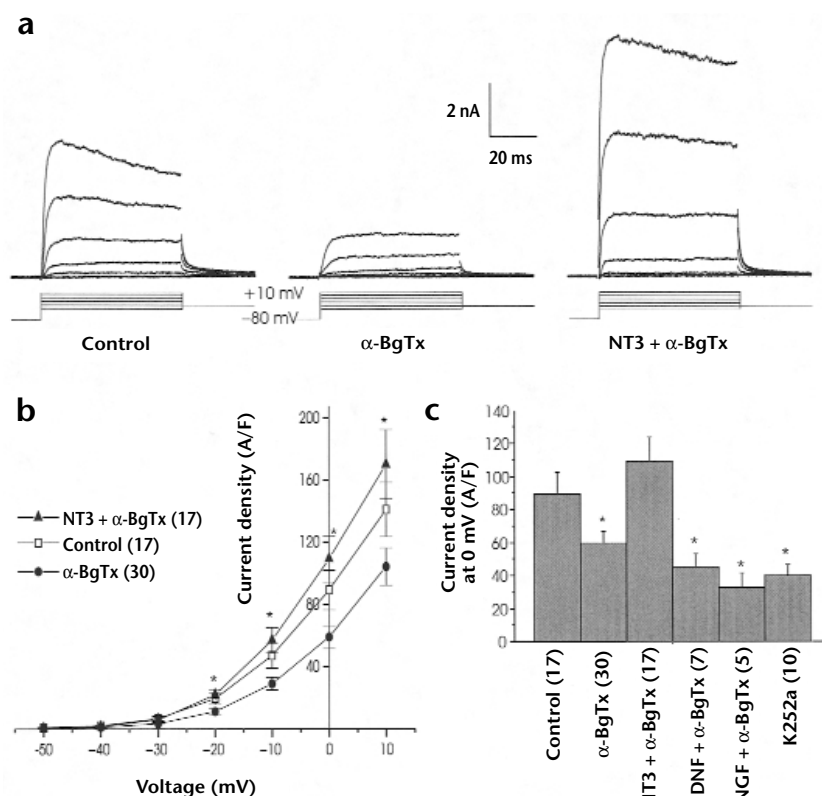 a
2 nA
20 ms
+10 mV
–80 mV
Control
α-BgTx
NT3 + α-BgTx
b
Current density (A/F)
200
160
120
80
40
NT3 + α-BgTx (17)
Control (17)
α-BgTx (30)
*
*
*
*
-50
-40
-30
-20
-10
0
10
Voltage (mV)
c
Current density
at 0 mV (A/F)
140
120
100
80
60
40
20
0
*
*
*
*
Control (17)
α-BgTx (30)
NT3 + α-BgTx (17)
DNF + α-BgTx (7)
NGF + α-BgTx (5)
K252a (10)